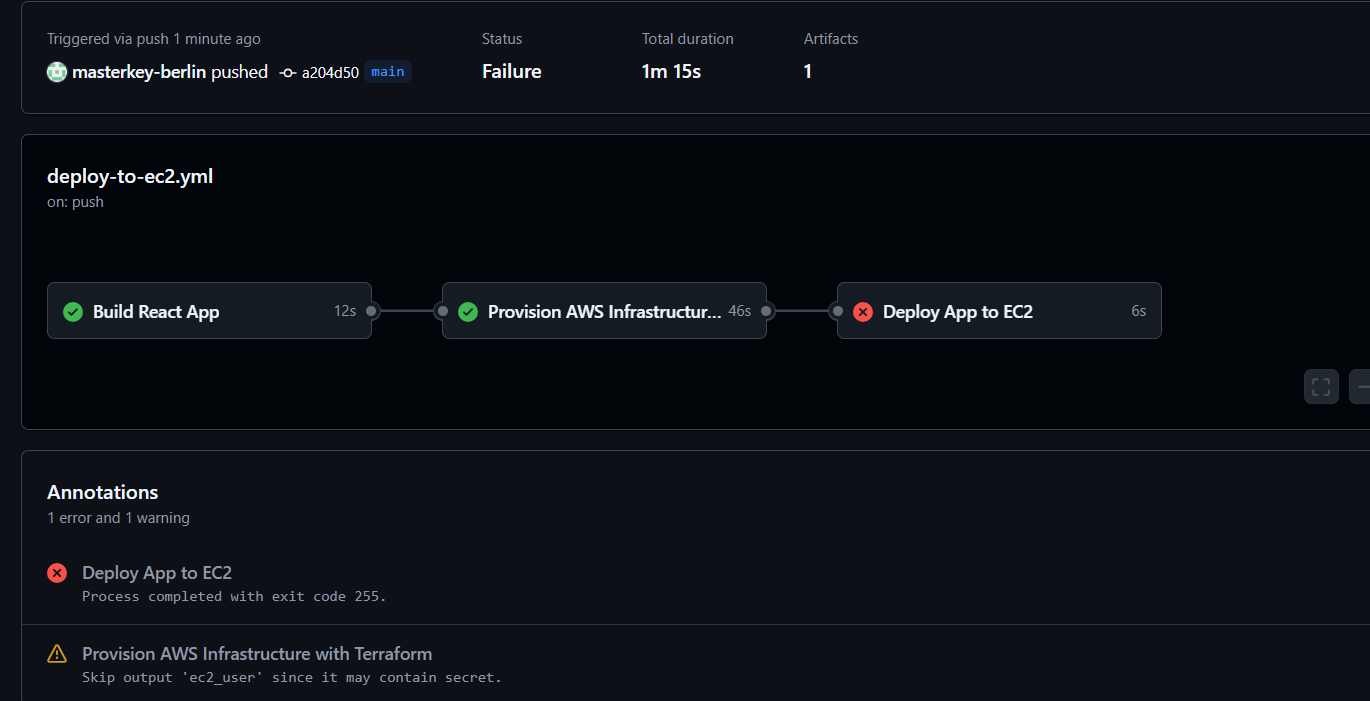 Triggered via push 1 minute ago
Status
Total duration
Artifacts
masterkey-berlin pushed a204d50 main
Failure
1m 15s
1
deploy-to-ec2.yml
on: push
Build React App 12s
Provision AWS Infrastructur... 46s
Deploy App to EC2 6s
Annotations
1 error and 1 warning
Deploy App to EC2
Process completed with exit code 255.
Provision AWS Infrastructure with Terraform
Skip output 'ec2_user' since it may contain secret.